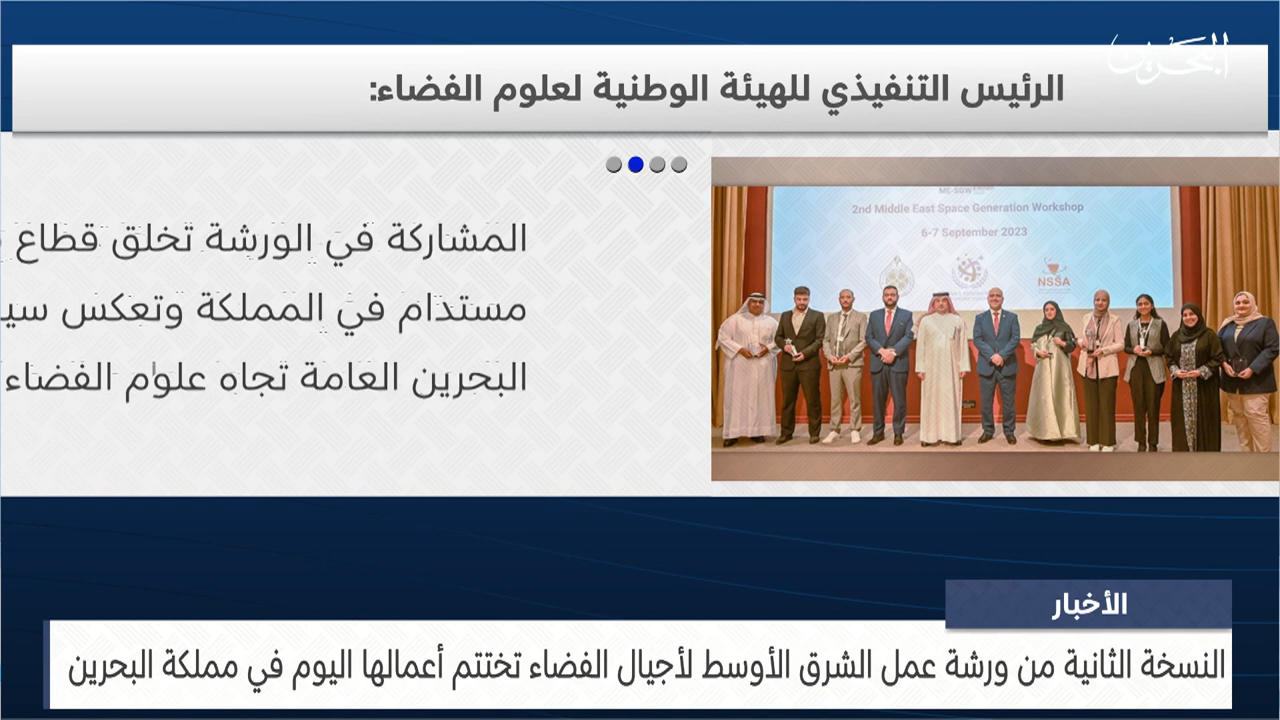 البحرين
الرئيس التنفيذي للهيئة الوطنية لعلوم الفضاء:
المشاركة في الورشة تخلق قطاع
مستدام في المملكة وتعكس
البحرين العامة تجاه علوم الفضاء
ME-SGW
2nd Middle East Space Generation Workshop
6-7 September 2023
NSSA
الأخبار
النسخة الثانية من ورشة عمل الشرق الأوسط لأجيال الفضاء تختتم أعمالها اليوم في مملكة البحرين